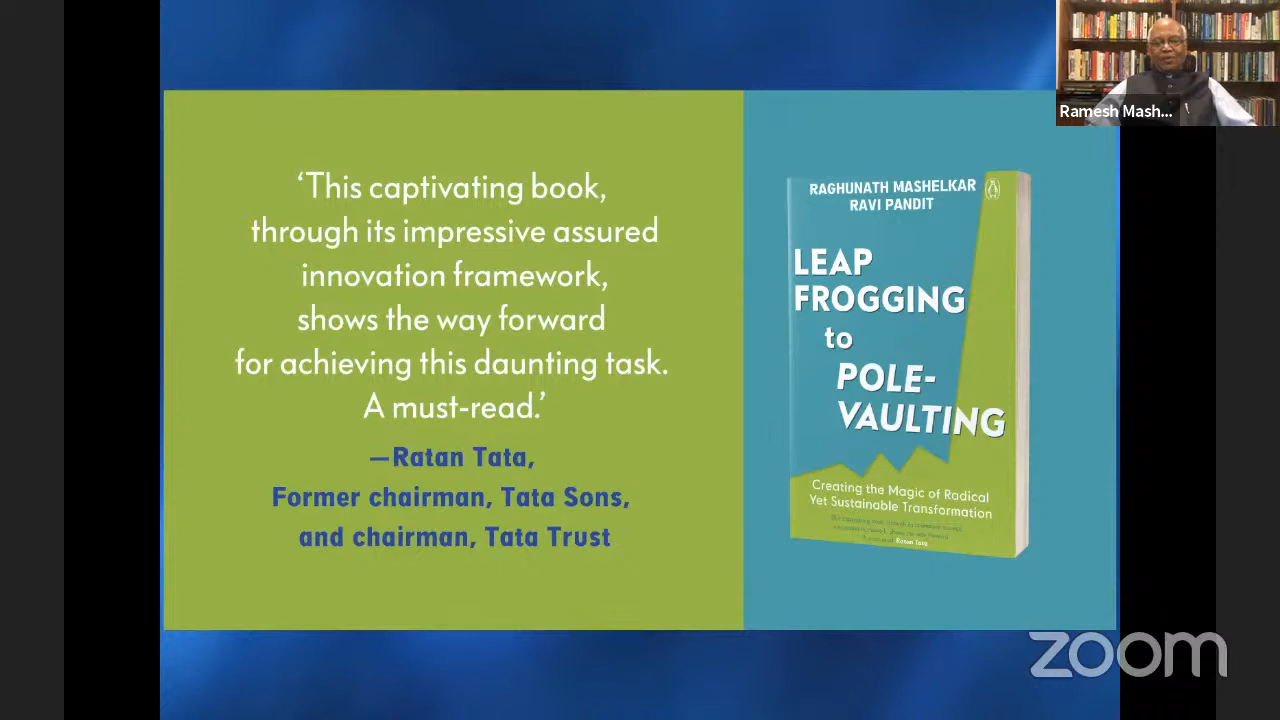 ‘This captivating book,
through its impressive assured
innovation framework,
shows the way forward
for achieving this daunting task.
A must-read.’
—Ratan Tata,
Former chairman, Tata Sons,
and chairman, Tata Trust
RAGHUNATH MASHELKAR
RAVI PANDIT
LEAP
FROGGING
to
POLE-
VAULTING
Creating the Magic of Radical
Yet Sustainable Transformation
Ratan Tata
Ramesh Mash...
zoom